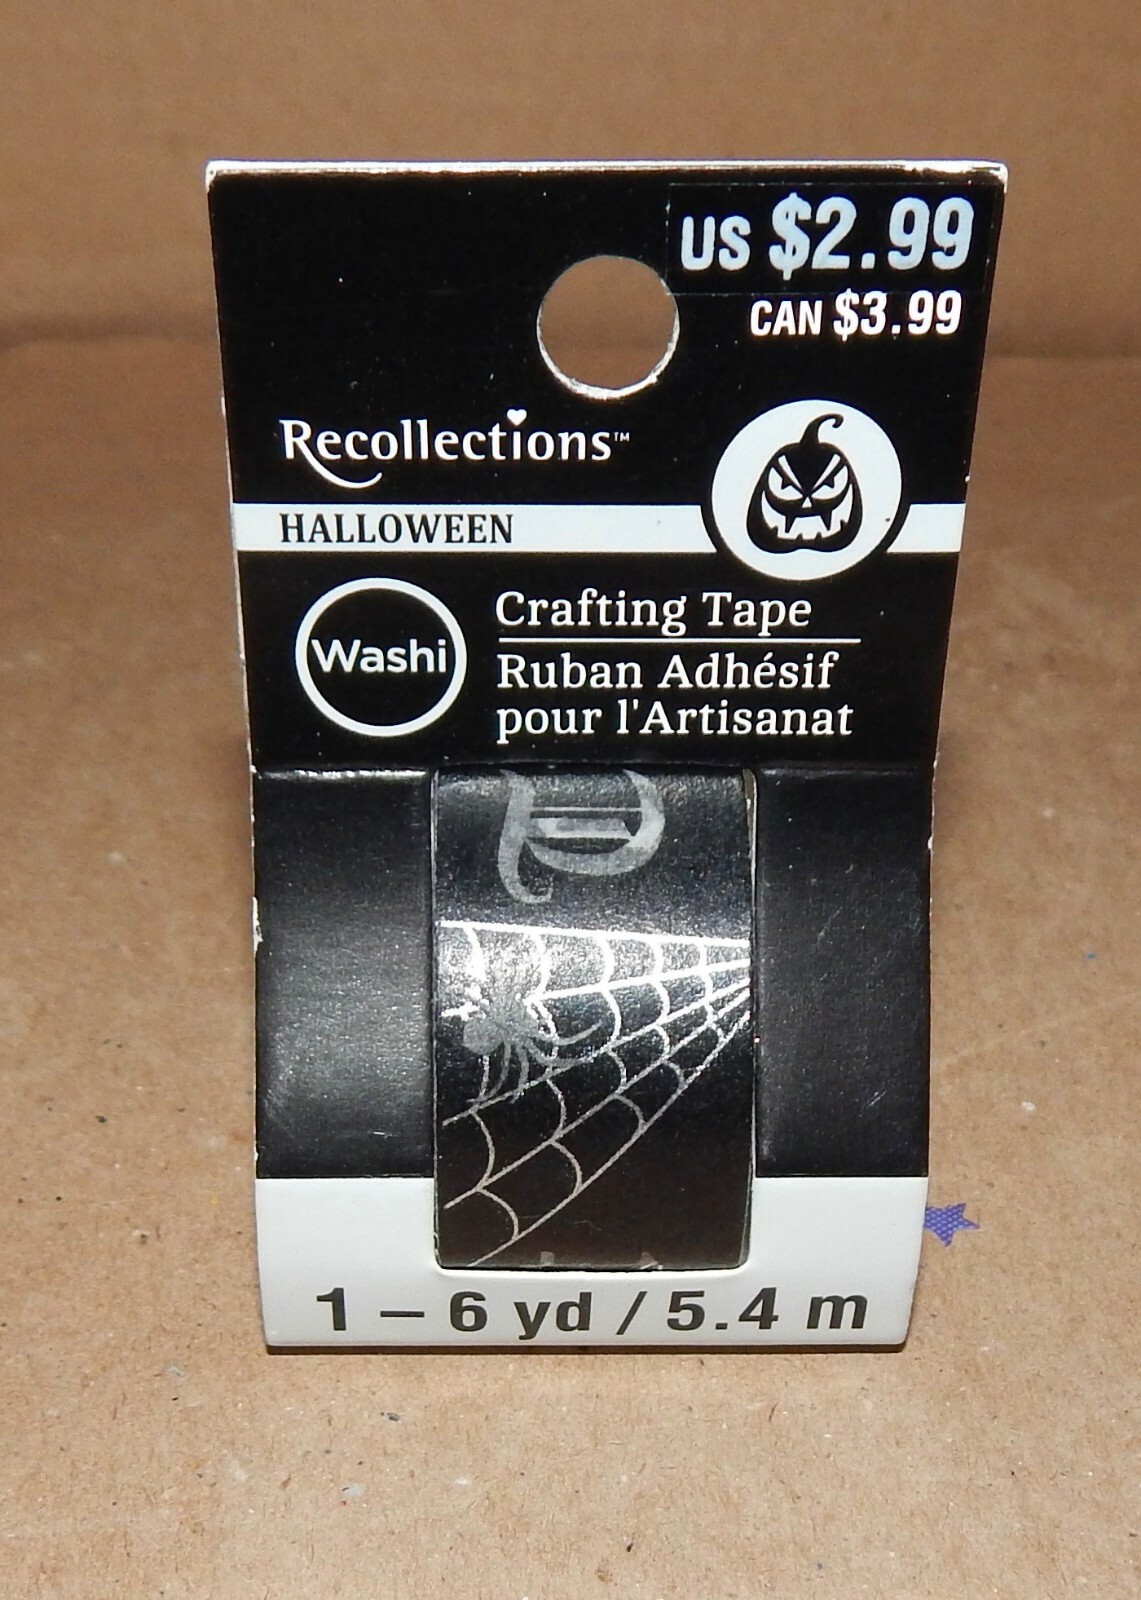 US $2.99
CAN $3.99
Recollections™
HALLOWEEN
Washi
Crafting Tape
Ruban Adhésif
pour l'Artisanat
1 – 6 yd / 5.4 m